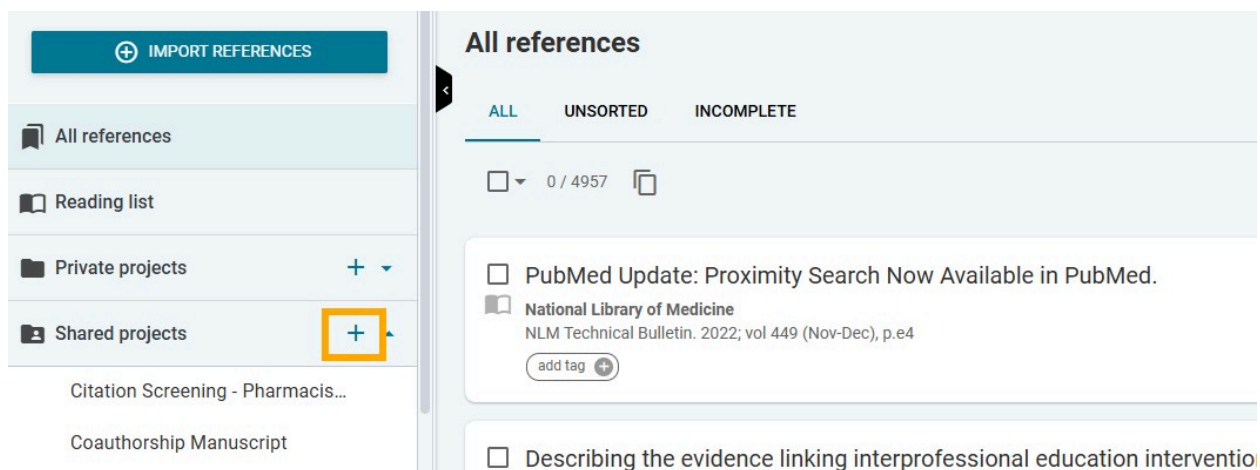 IMPORT REFERENCES
All references
Reading list
Private projects
Shared projects
Citation Screening - Pharmacis...
Coauthorship Manuscript
All references
ALL UNSORTED INCOMPLETE
0 / 4957
PubMed Update: Proximity Search Now Available in PubMed.
National Library of Medicine
NLM Technical Bulletin. 2022; vol 449 (Nov-Dec), p.e4
add tag
Describing the evidence linking interprofessional education